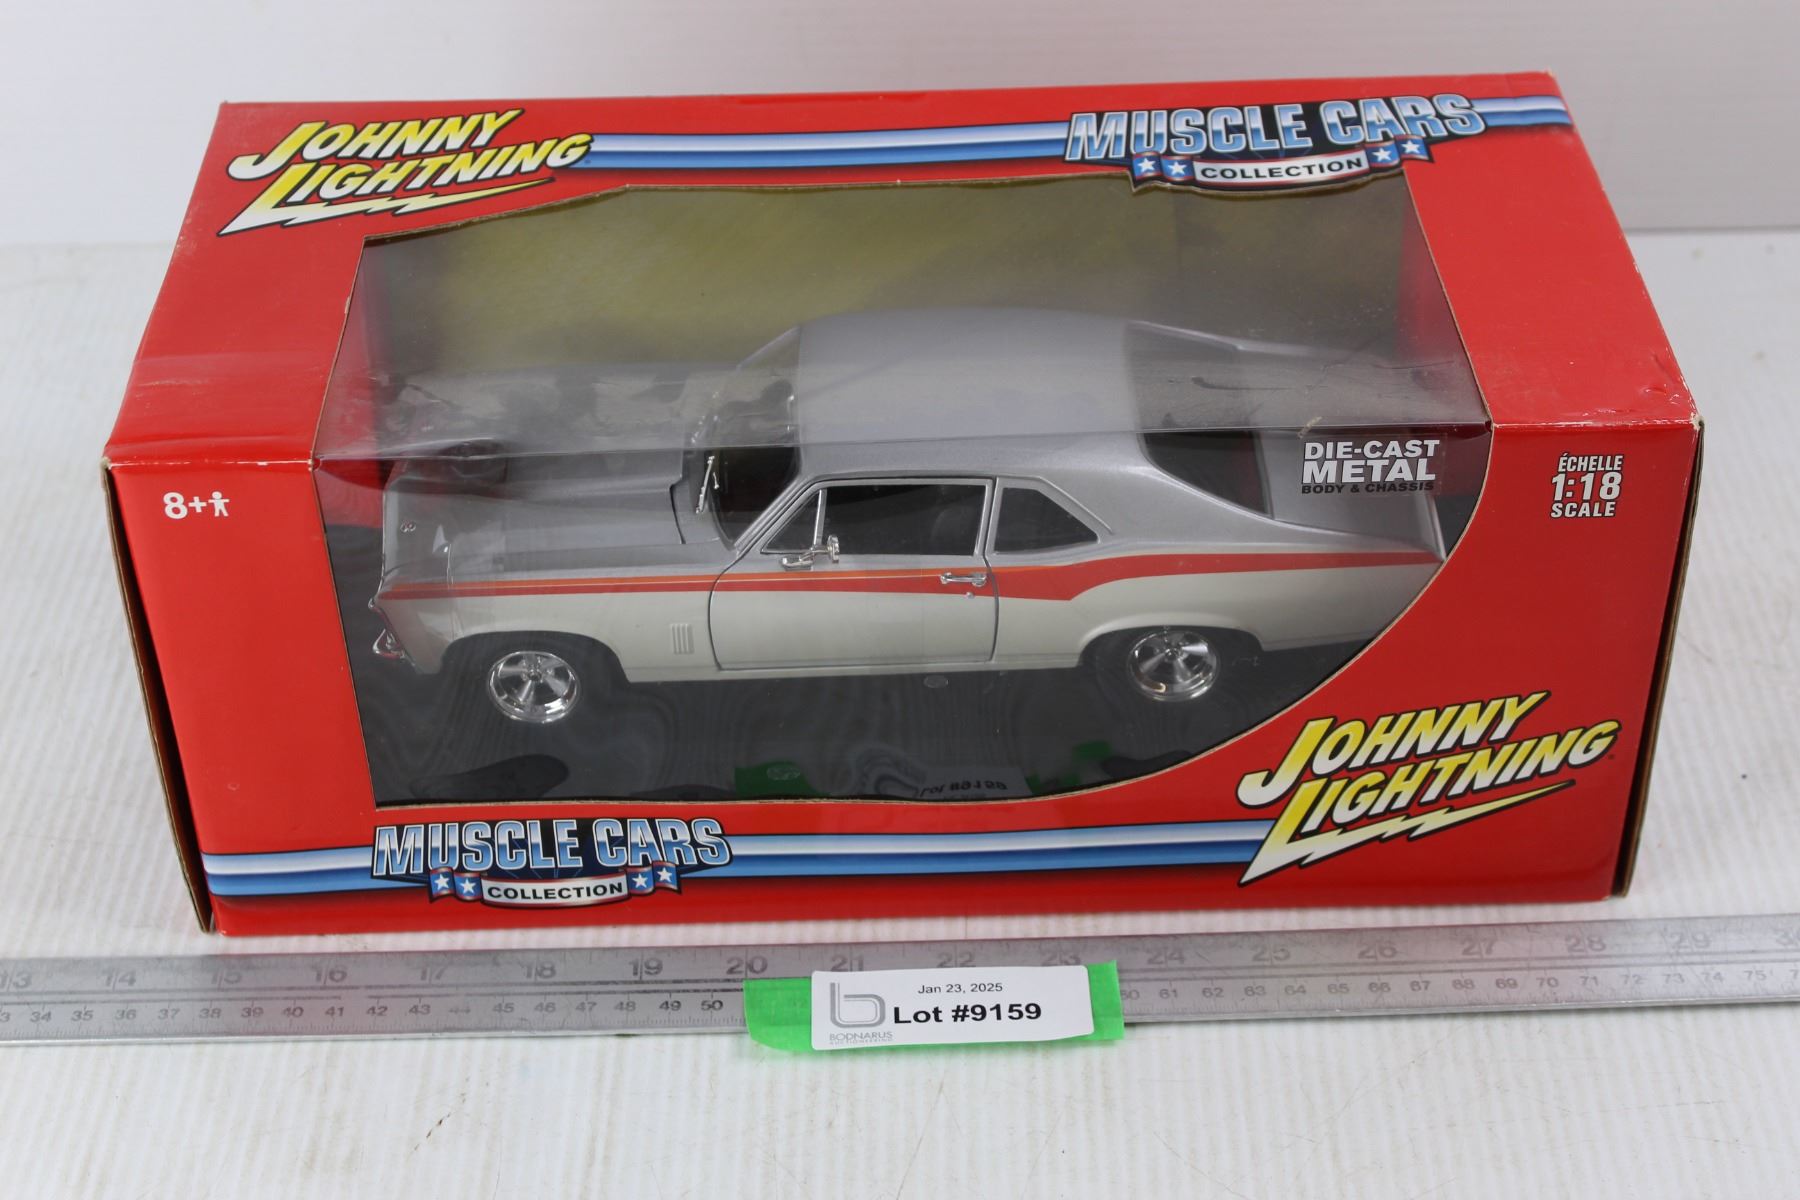 JOHNNY
LIGHTNING
MUSCLE CARS
COLLECTION
8+
DIE-CAST
METAL
BODY & CHASSIS
ÉCHELLE
1:18
SCALE
JOHNNY
LIGHTNING
MUSCLE CARS
COLLECTION
13 14 15 16 17 18 19 20 21 22 23 24 25 26 27 28 29 30
34 35 36 37 38 39 40 41 42 43 44 45 46 47 48 49 50 60 61 62 63 64 65 66 67 68 69 70 71 72 73 74 75
Jan 23, 2025
Lot #9159
BODNARUS
AUCTIONEERING